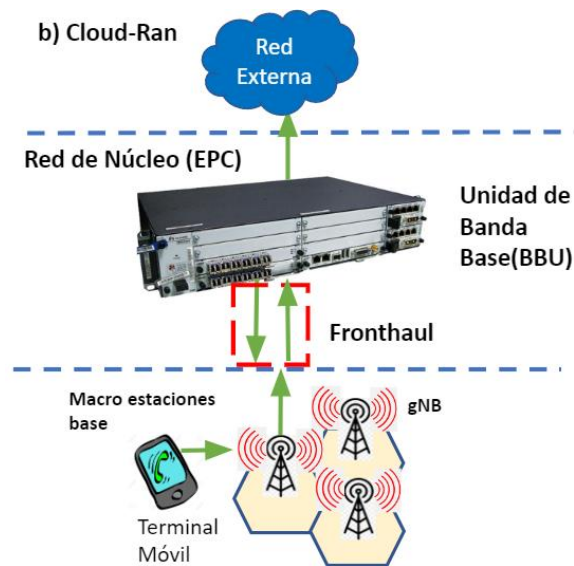 b) Cloud-Ran
Red
Externa
Red de Núcleo (EPC)
Unidad de
Banda
Base(BBU)
Fronthaul
Macro estaciones
base
gNB
Terminal
Móvil